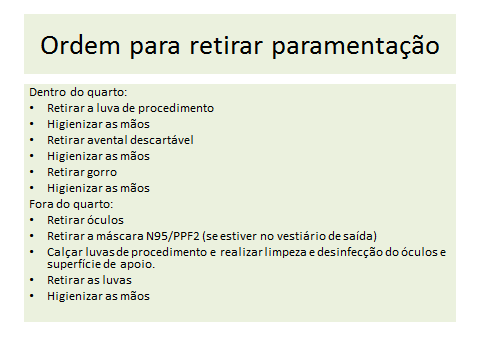 Ordem para retirar paramentação
Dentro do quarto:
• Retirar a luva de procedimento
• Higienizar as mãos
• Retirar avental descartável
• Higienizar as mãos
• Retirar gorro
• Higienizar as mãos
Fora do quarto:
• Retirar óculos
• Retirar a máscara N95/PPF2 (se estiver no vestiário de saída)
• Calçar luvas de procedimento e realizar limpeza e desinfecção do óculos e
superfície de apoio.
• Retirar as luvas
• Higienizar as mãos